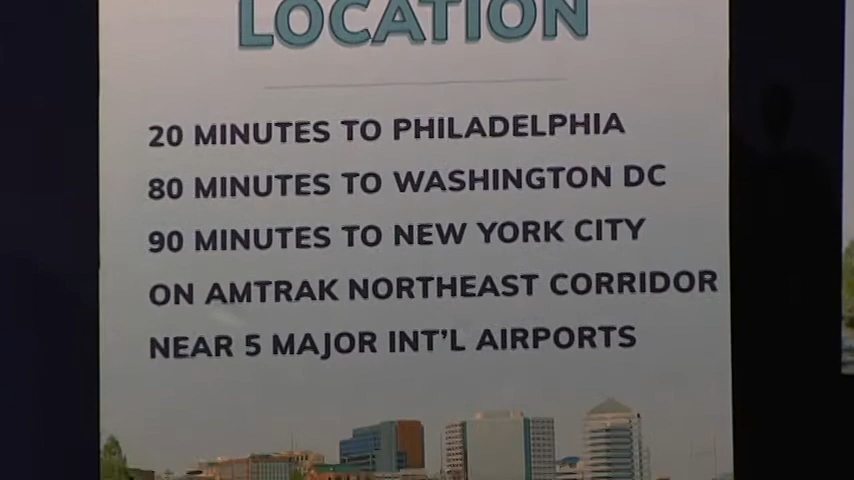 LOCATION
20 MINUTES TO PHILADELPHIA
80 MINUTES TO WASHINGTON DC
90 MINUTES TO NEW YORK CITY
ON AMTRAK NORTHEAST CORRIDOR
NEAR 5 MAJOR INT'L AIRPORTS